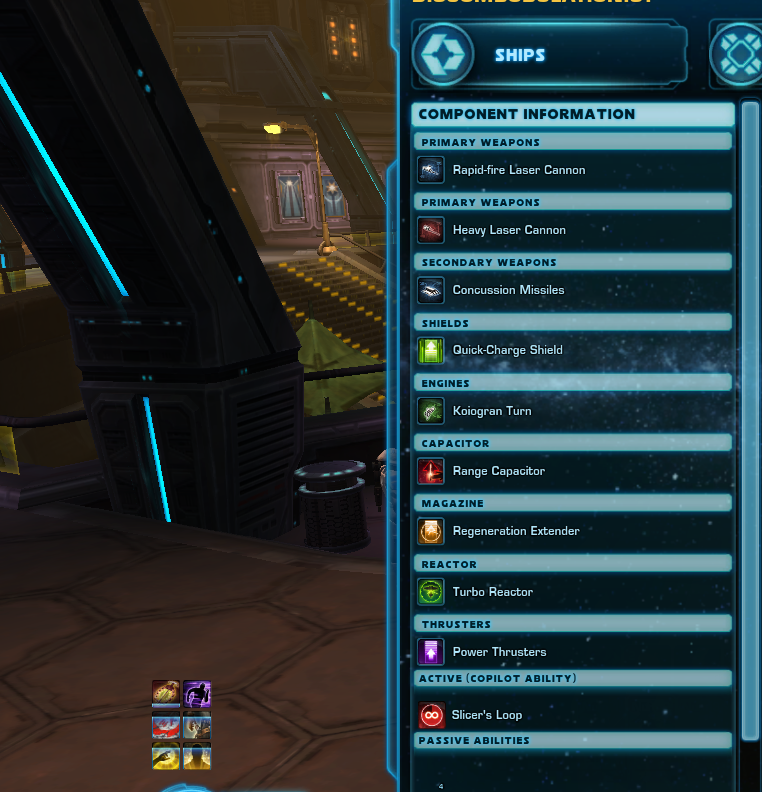 SHIPS
COMPONENT INFORMATION
PRIMARY WEAPONS
Rapid-fire Laser Cannon
PRIMARY WEAPONS
Heavy Laser Cannon
SECONDARY WEAPONS
Concussion Missiles
SHIELDS
Quick-Charge Shield
ENGINES
Koiogran Turn
CAPACITOR
Range Capacitor
MAGAZINE
Regeneration Extender
REACTOR
Turbo Reactor
THRUSTERS
Power Thrusters
ACTIVE (COPILOT ABILITY)
Slicer's Loop
PASSIVE ABILITIES
4